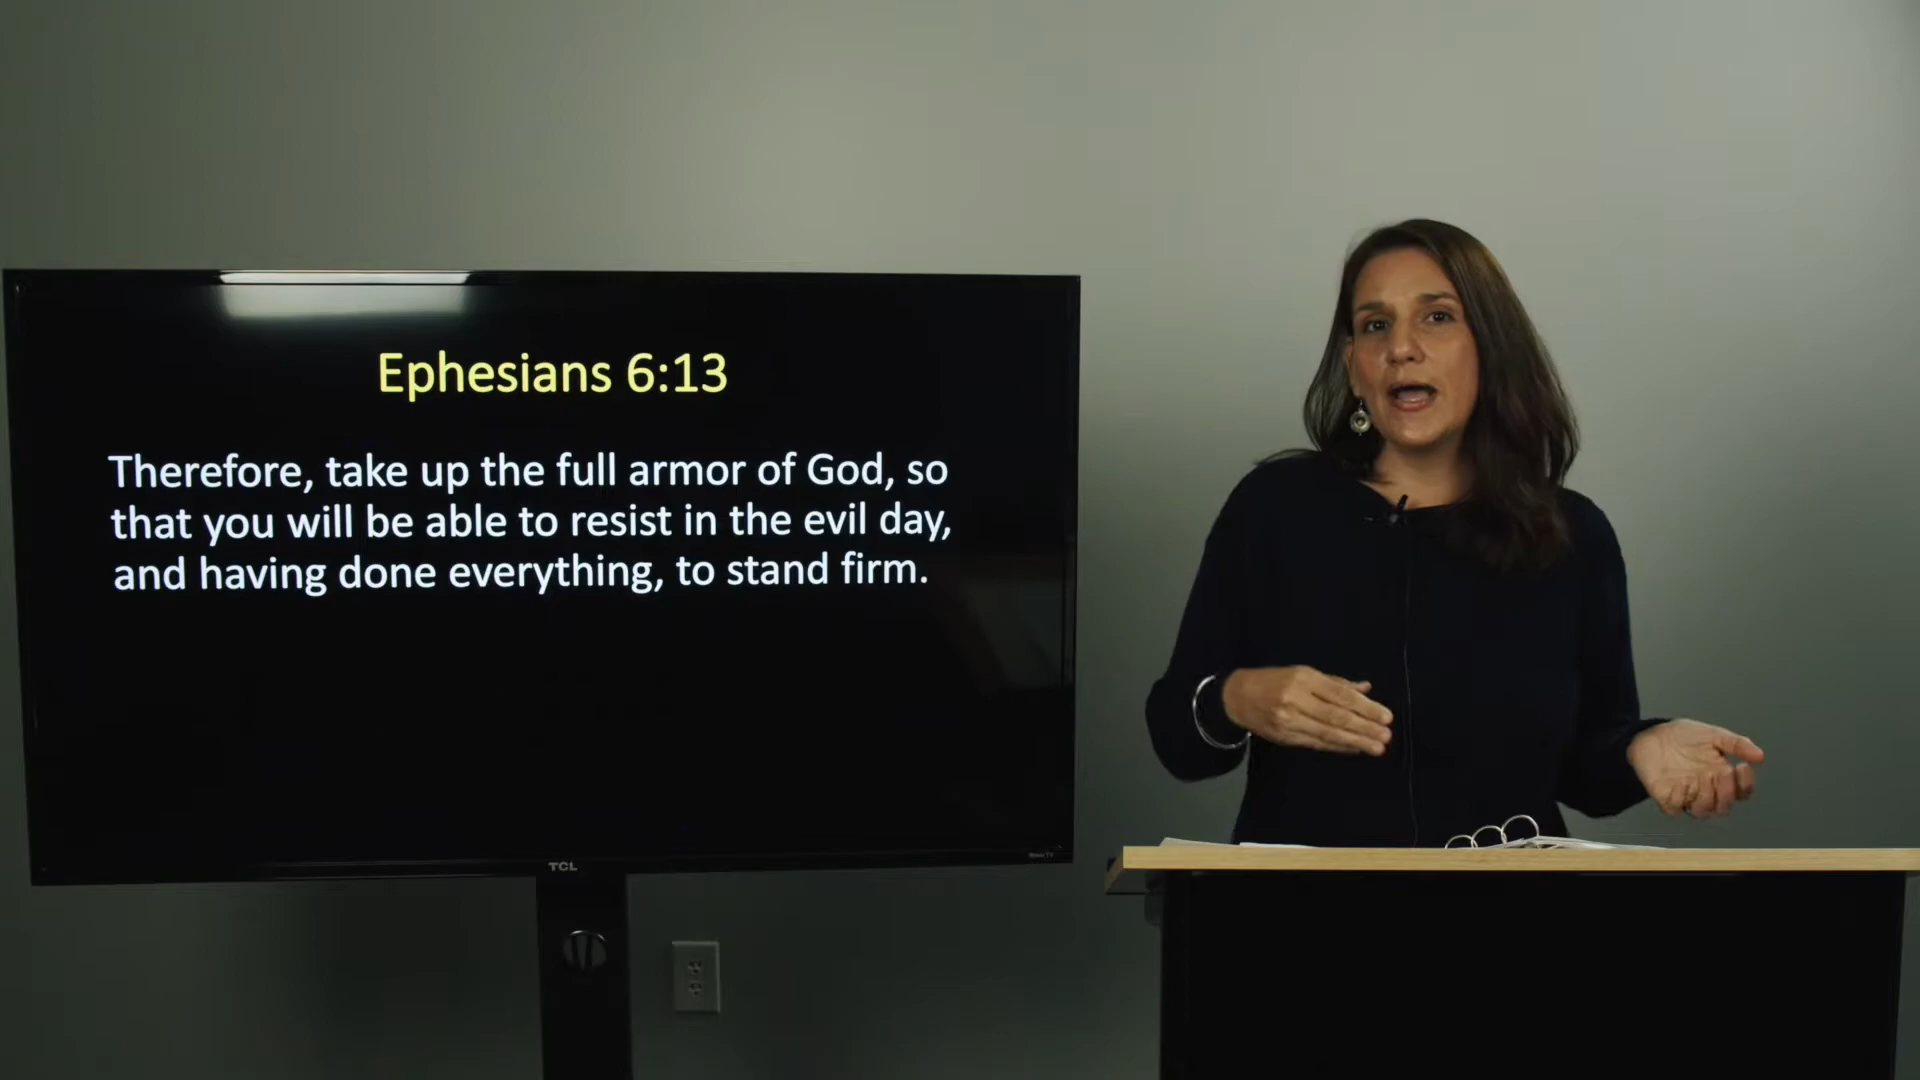 Ephesians 6:13
Therefore, take up the full armor of God, so
that you will be able to resist in the evil day,
and having done everything, to stand firm.
TCL